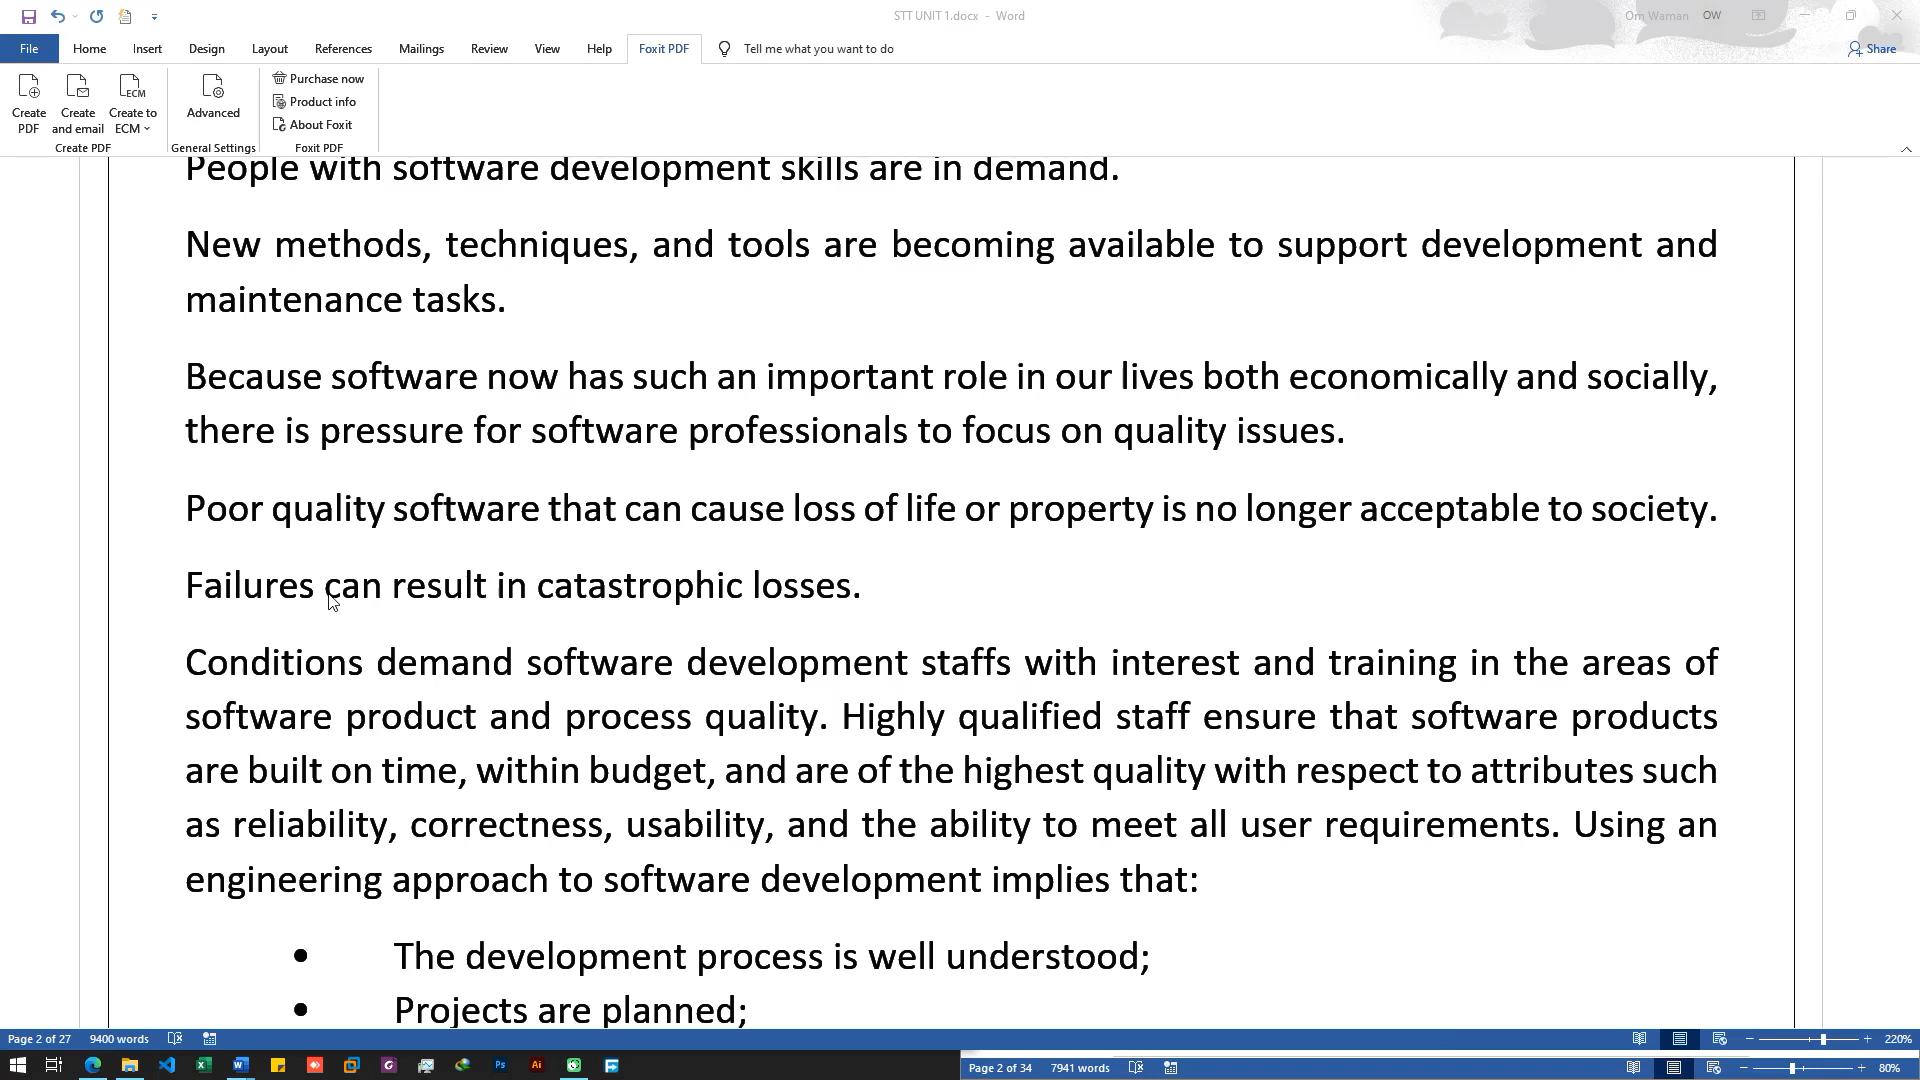 STT UNIT 1.docx - Word
Om Waman OW
File Home Insert Design Layout References Mailings Review View Help Foxit PDF Tell me what you want to do Share
Create PDF
Create and email
ECM
Create to ECM
Advanced
Purchase now
Product info
About Foxit
Create PDF General Settings Foxit PDF
People with software development skills are in demand.
New methods, techniques, and tools are becoming available to support development and
maintenance tasks.
Because software now has such an important role in our lives both economically and socially,
there is pressure for software professionals to focus on quality issues.
Poor quality software that can cause loss of life or property is no longer acceptable to society.
Failures can result in catastrophic losses.
Conditions demand software development staffs with interest and training in the areas of
software product and process quality. Highly qualified staff ensure that software products
are built on time, within budget, and are of the highest quality with respect to attributes such
as reliability, correctness, usability, and the ability to meet all user requirements. Using an
engineering approach to software development implies that:
• The development process is well understood;
• Projects are planned;
Page 2 of 27 9400 words 220%
Ps Ai
Page 2 of 34 7941 words 80%